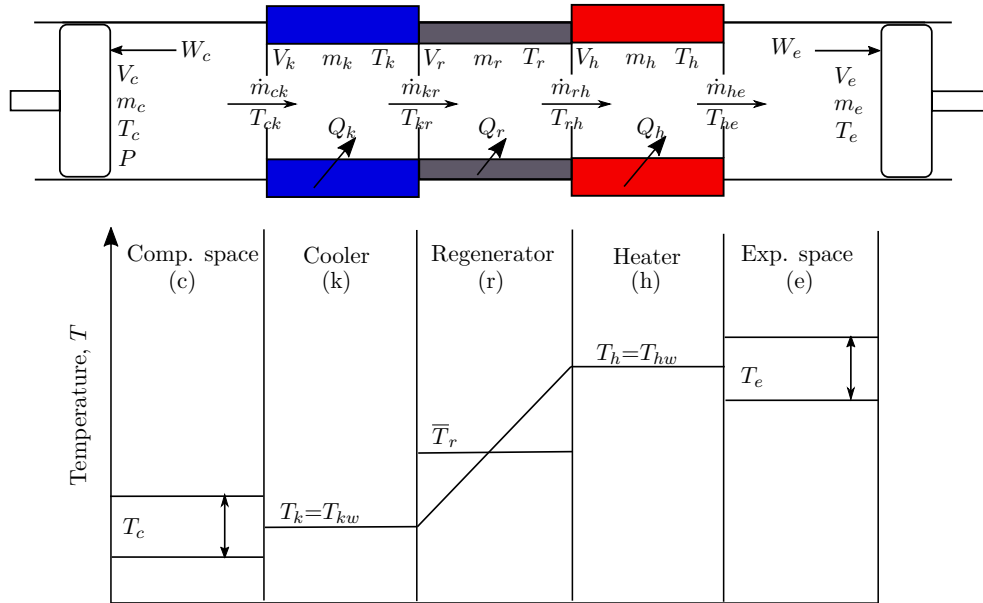 W_c
V_k m_k T_k V_r m_r T_r V_h m_h T_h
W_e
V_c
m_c
T_c
P
ṁ_ck
T_ck
ṁ_kr
T_kr
ṁ_rh
T_rh
ṁ_he
T_he
V_e
m_e
T_e
Q_k
Q_r
Q_h
Temperature, T
Comp. space
(c)
Cooler
(k)
Regenerator
(r)
Heater
(h)
Exp. space
(e)
T_h=T_hw
T_e
T̅_r
T_k=T_kw
T_c